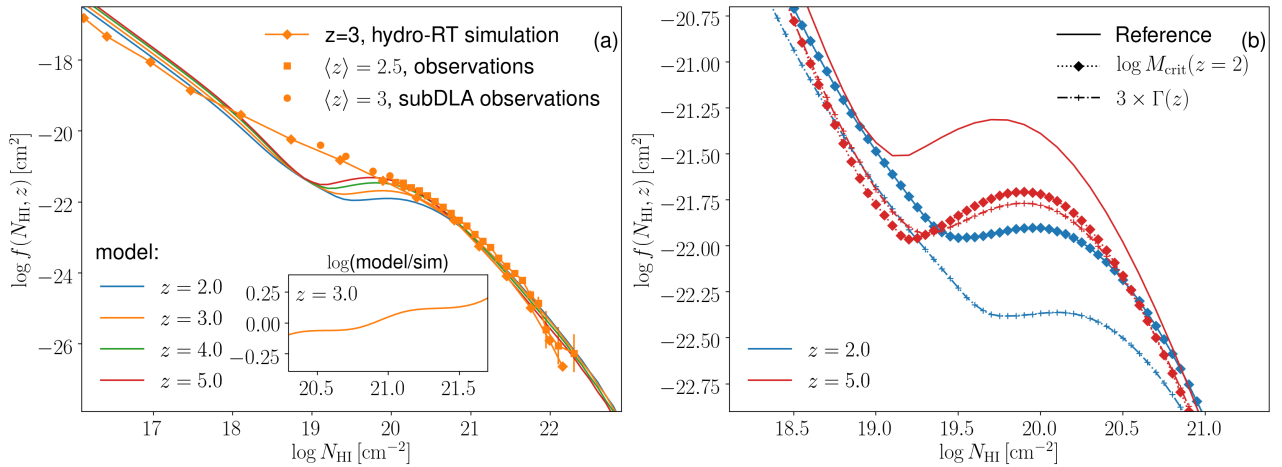 (a)
z=3, hydro-RT simulation
⟨z⟩ = 2.5, observations
⟨z⟩ = 3, subDLA observations
log f(N_HI, z) [cm²]
−18
−20
−22
−24
−26
model:
z = 2.0
z = 3.0
z = 4.0
z = 5.0
log(model/sim)
z = 3.0
0.25
0.00
−0.25
20.5 21.0 21.5
17 18 19 20 21 22
log N_HI [cm⁻²]
(b)
Reference
log M_crit(z = 2)
3 × Γ(z)
log f(N_HI, z) [cm²]
−20.75
−21.00
−21.25
−21.50
−21.75
−22.00
−22.25
−22.50
−22.75
z = 2.0
z = 5.0
18.5 19.0 19.5 20.0 20.5 21.0
log N_HI [cm⁻²]